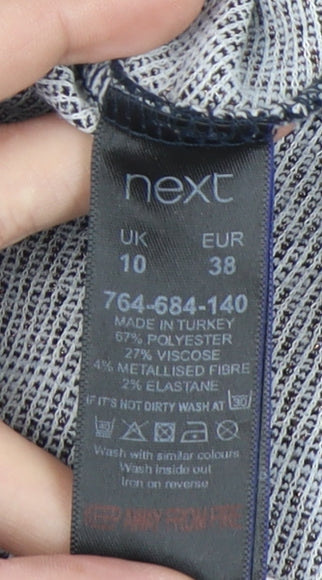 next
UK EUR
10 38
764-684-140
MADE IN TURKEY
67% POLYESTER
27% VISCOSE
4% METALLISED FIBRE
2% ELASTANE
IF IT'S NOT DIRTY WASH AT 30
40
Wash with similar colours
Wash inside out
Iron on reverse
KEEP AWAY FROM FIRE